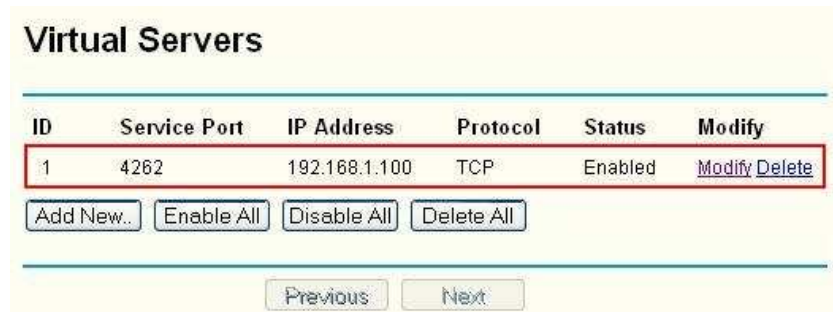 Virtual Servers
ID Service Port IP Address Protocol Status Modify
1 4262 192.168.1.100 TCP Enabled Modify Delete
Add New.. Enable All Disable All Delete All
Previous Next